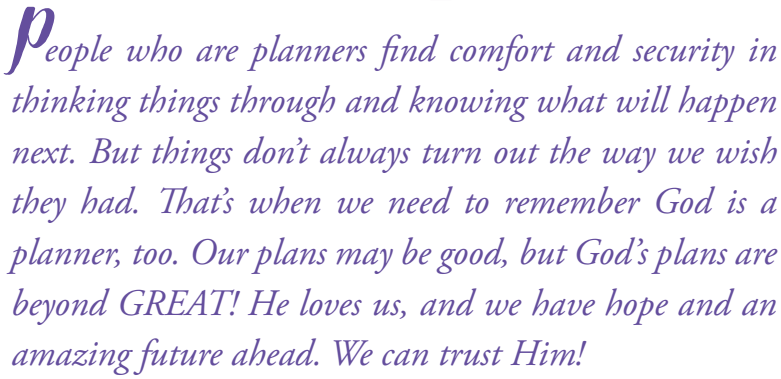 People who are planners find comfort and security in
thinking things through and knowing what will happen
next. But things don't always turn out the way we wish
they had. That's when we need to remember God is a
planner, too. Our plans may be good, but God's plans are
beyond GREAT! He loves us, and we have hope and an
amazing future ahead. We can trust Him!